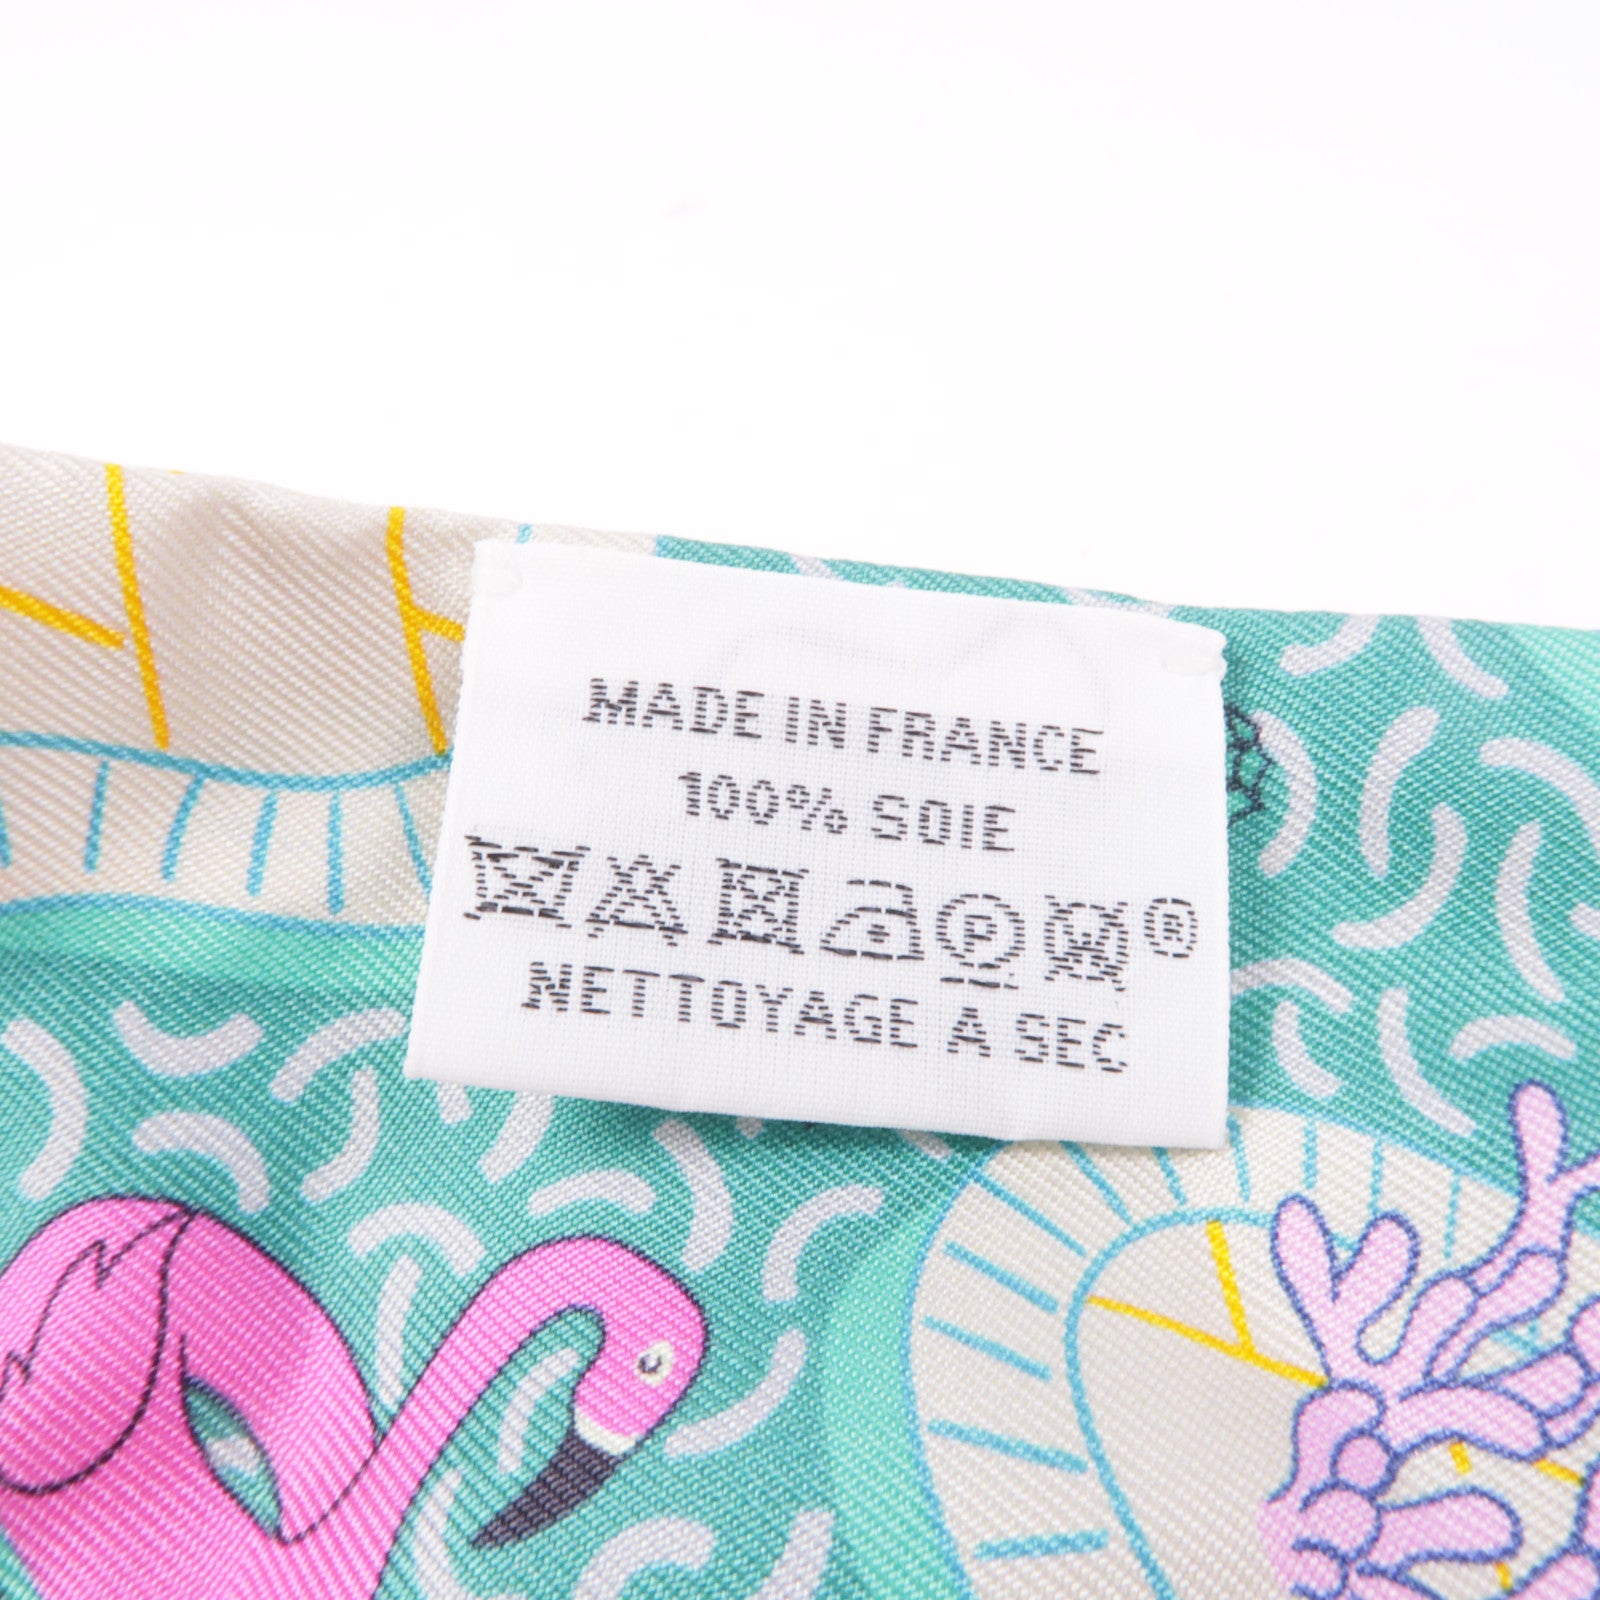 MADE IN FRANCE
100% SOIE
P W ®
NETTOYAGE A SEC